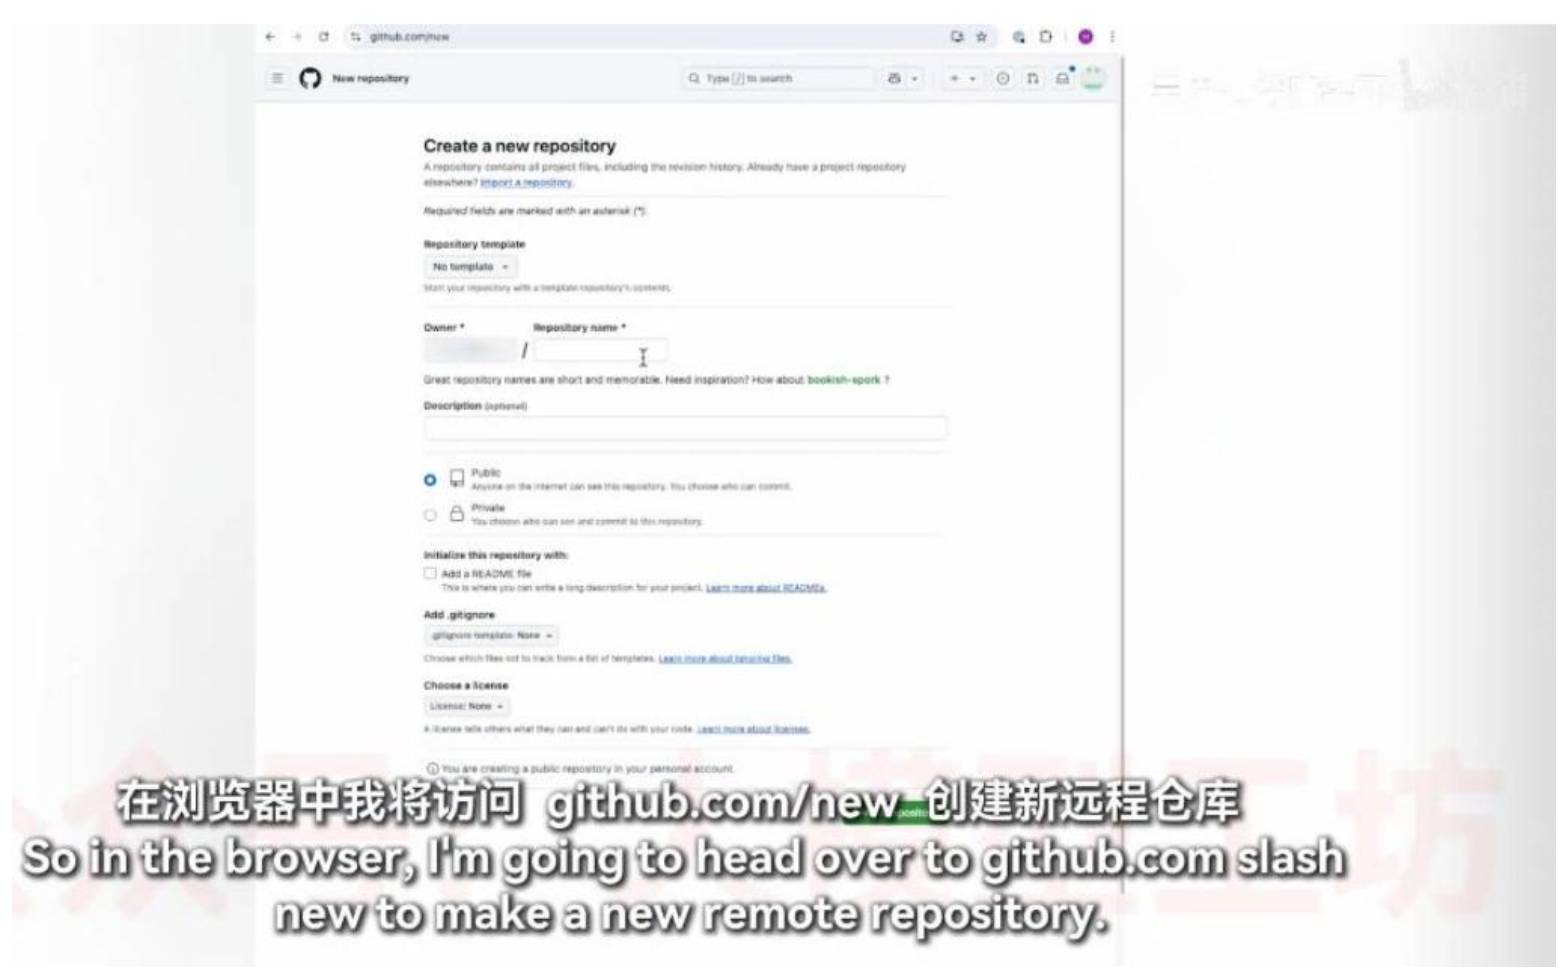 github.com/new
New repository
Type [/] to search
Create a new repository
A repository contains all project files, including the revision history. Already have a project repository
elsewhere? Import a repository.
Required fields are marked with an asterisk (*).
Repository template
No template
Start your repository with a template repository's contents.
Owner * Repository name *
/
Great repository names are short and memorable. Need inspiration? How about bookish-spork ?
Description (optional)
Public
Anyone on the internet can see this repository. You choose who can commit.
Private
You choose who can see and commit to this repository.
Initialize this repository with:
Add a README file
This is where you can write a long description for your project. Learn more about READMEs.
Add .gitignore
.gitignore template: None
Choose which files not to track from a list of templates. Learn more about ignoring files.
Choose a license
License: None
A license tells others what they can and can't do with your code. Learn more about licenses.
You are creating a public repository in your personal account.
在浏览器中我将访问 github.com/new 创建新远程仓库
So in the browser, I'm going to head over to github.com slash
new to make a new remote repository.